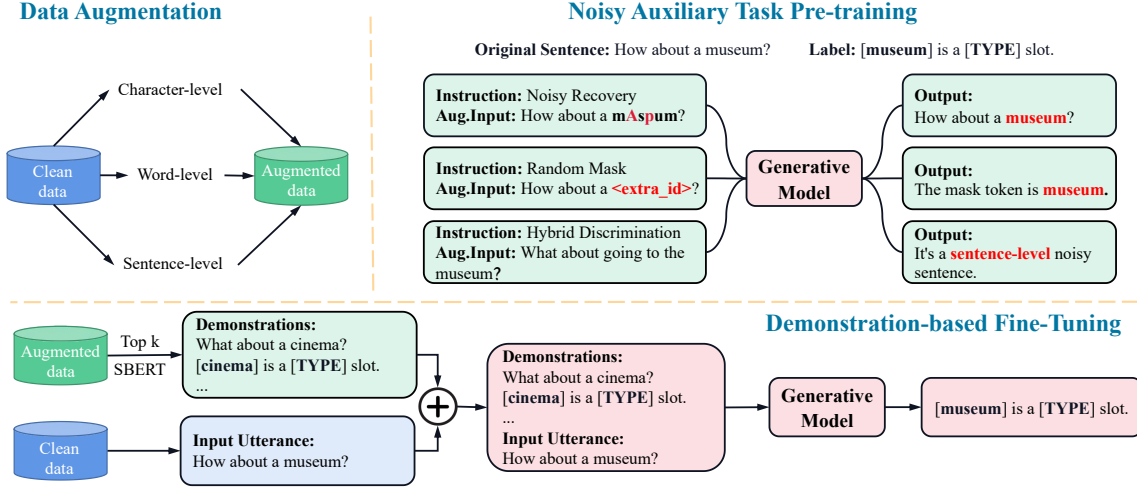 Data Augmentation
Character-level
Clean
data
Word-level
Augmented
data
Sentence-level
Noisy Auxiliary Task Pre-training
Original Sentence: How about a museum? Label: [museum] is a [TYPE] slot.
Instruction: Noisy Recovery
Aug.Input: How about a mAspum?
Instruction: Random Mask
Aug.Input: How about a <extra_id>?
Instruction: Hybrid Discrimination
Aug.Input: What about going to the
museum?
Generative
Model
Output:
How about a museum?
Output:
The mask token is museum.
Output:
It's a sentence-level noisy
sentence.
Demonstration-based Fine-Tuning
Augmented
data
Top k
SBERT
Demonstrations:
What about a cinema?
[cinema] is a [TYPE] slot.
...
Clean
data
Input Utterance:
How about a museum?
Demonstrations:
What about a cinema?
[cinema] is a [TYPE] slot.
...
Input Utterance:
How about a museum?
Generative
Model
[museum] is a [TYPE] slot.